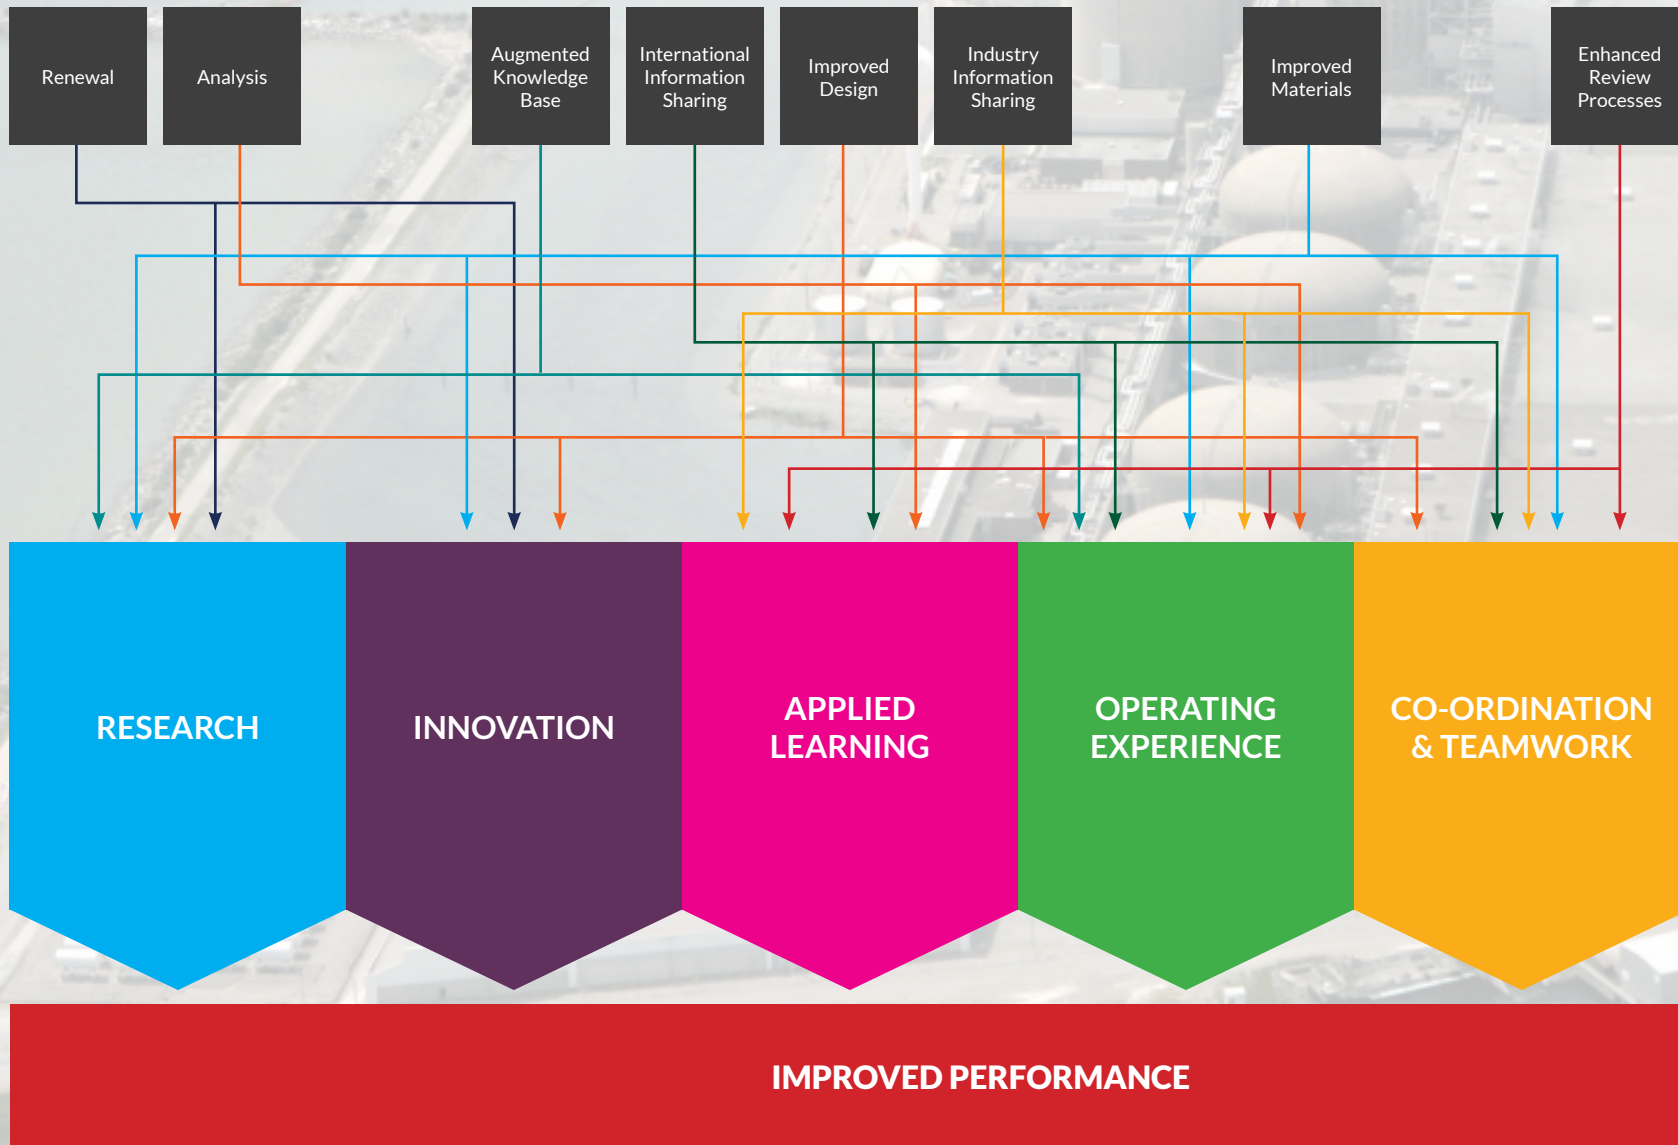 Renewal
Analysis
Augmented
Knowledge
Base
International
Information
Sharing
Improved
Design
Industry
Information
Sharing
Improved
Materials
Enhanced
Review
Processes
RESEARCH
INNOVATION
APPLIED
LEARNING
OPERATING
EXPERIENCE
CO-ORDINATION
& TEAMWORK
IMPROVED PERFORMANCE